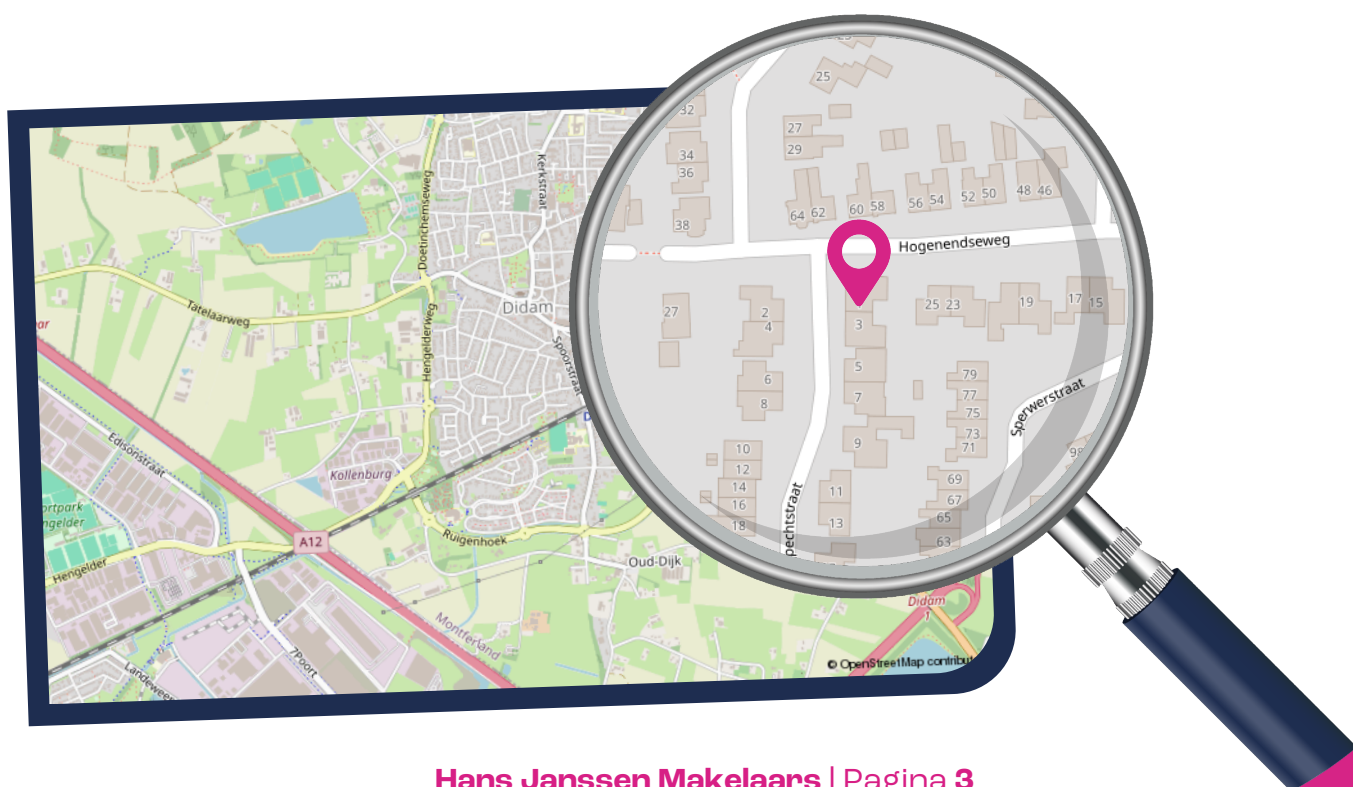 Kerkstraat
Doetinchemseweg
Didam
Tatelaarweg
Hengelderweg
Spoorstraat
Edisonstraat
Kollenburg
A12
Ruigenhoek
Oud-Dijk
Hengelder
Montferland
7Poort
Didam
1
© OpenStreetMap contribut
25
32
27
29
34
36
38
64 62 60 58 56 54 52 50 48 46
Hogenendseweg
27
2
4
3
25 23
19
17 15
5
7
6
8
79
77
75
73
71
Sperwerstraat
98
9
10
12
14
16
18
11
13
69
67
65
63
pechtstraat
Hans Janssen Makelaars | Pagina 3